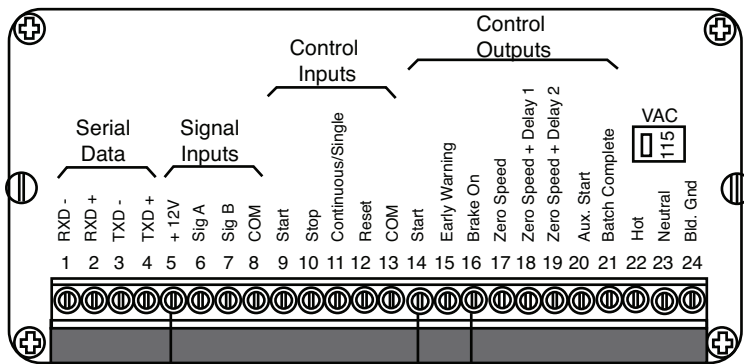 Control
Inputs
Control
Outputs
Serial
Data
Signal
Inputs
VAC
115
RXD -
RXD +
TXD -
TXD +
+ 12V
Sig A
Sig B
COM
Start
Stop
Continuous/Single
Reset
COM
Start
Early Warning
Brake On
Zero Speed
Zero Speed + Delay 1
Zero Speed + Delay 2
Aux. Start
Batch Complete
Hot
Neutral
Bld. Gnd
1 2 3 4 5 6 7 8 9 10 11 12 13 14 15 16 17 18 19 20 21 22 23 24